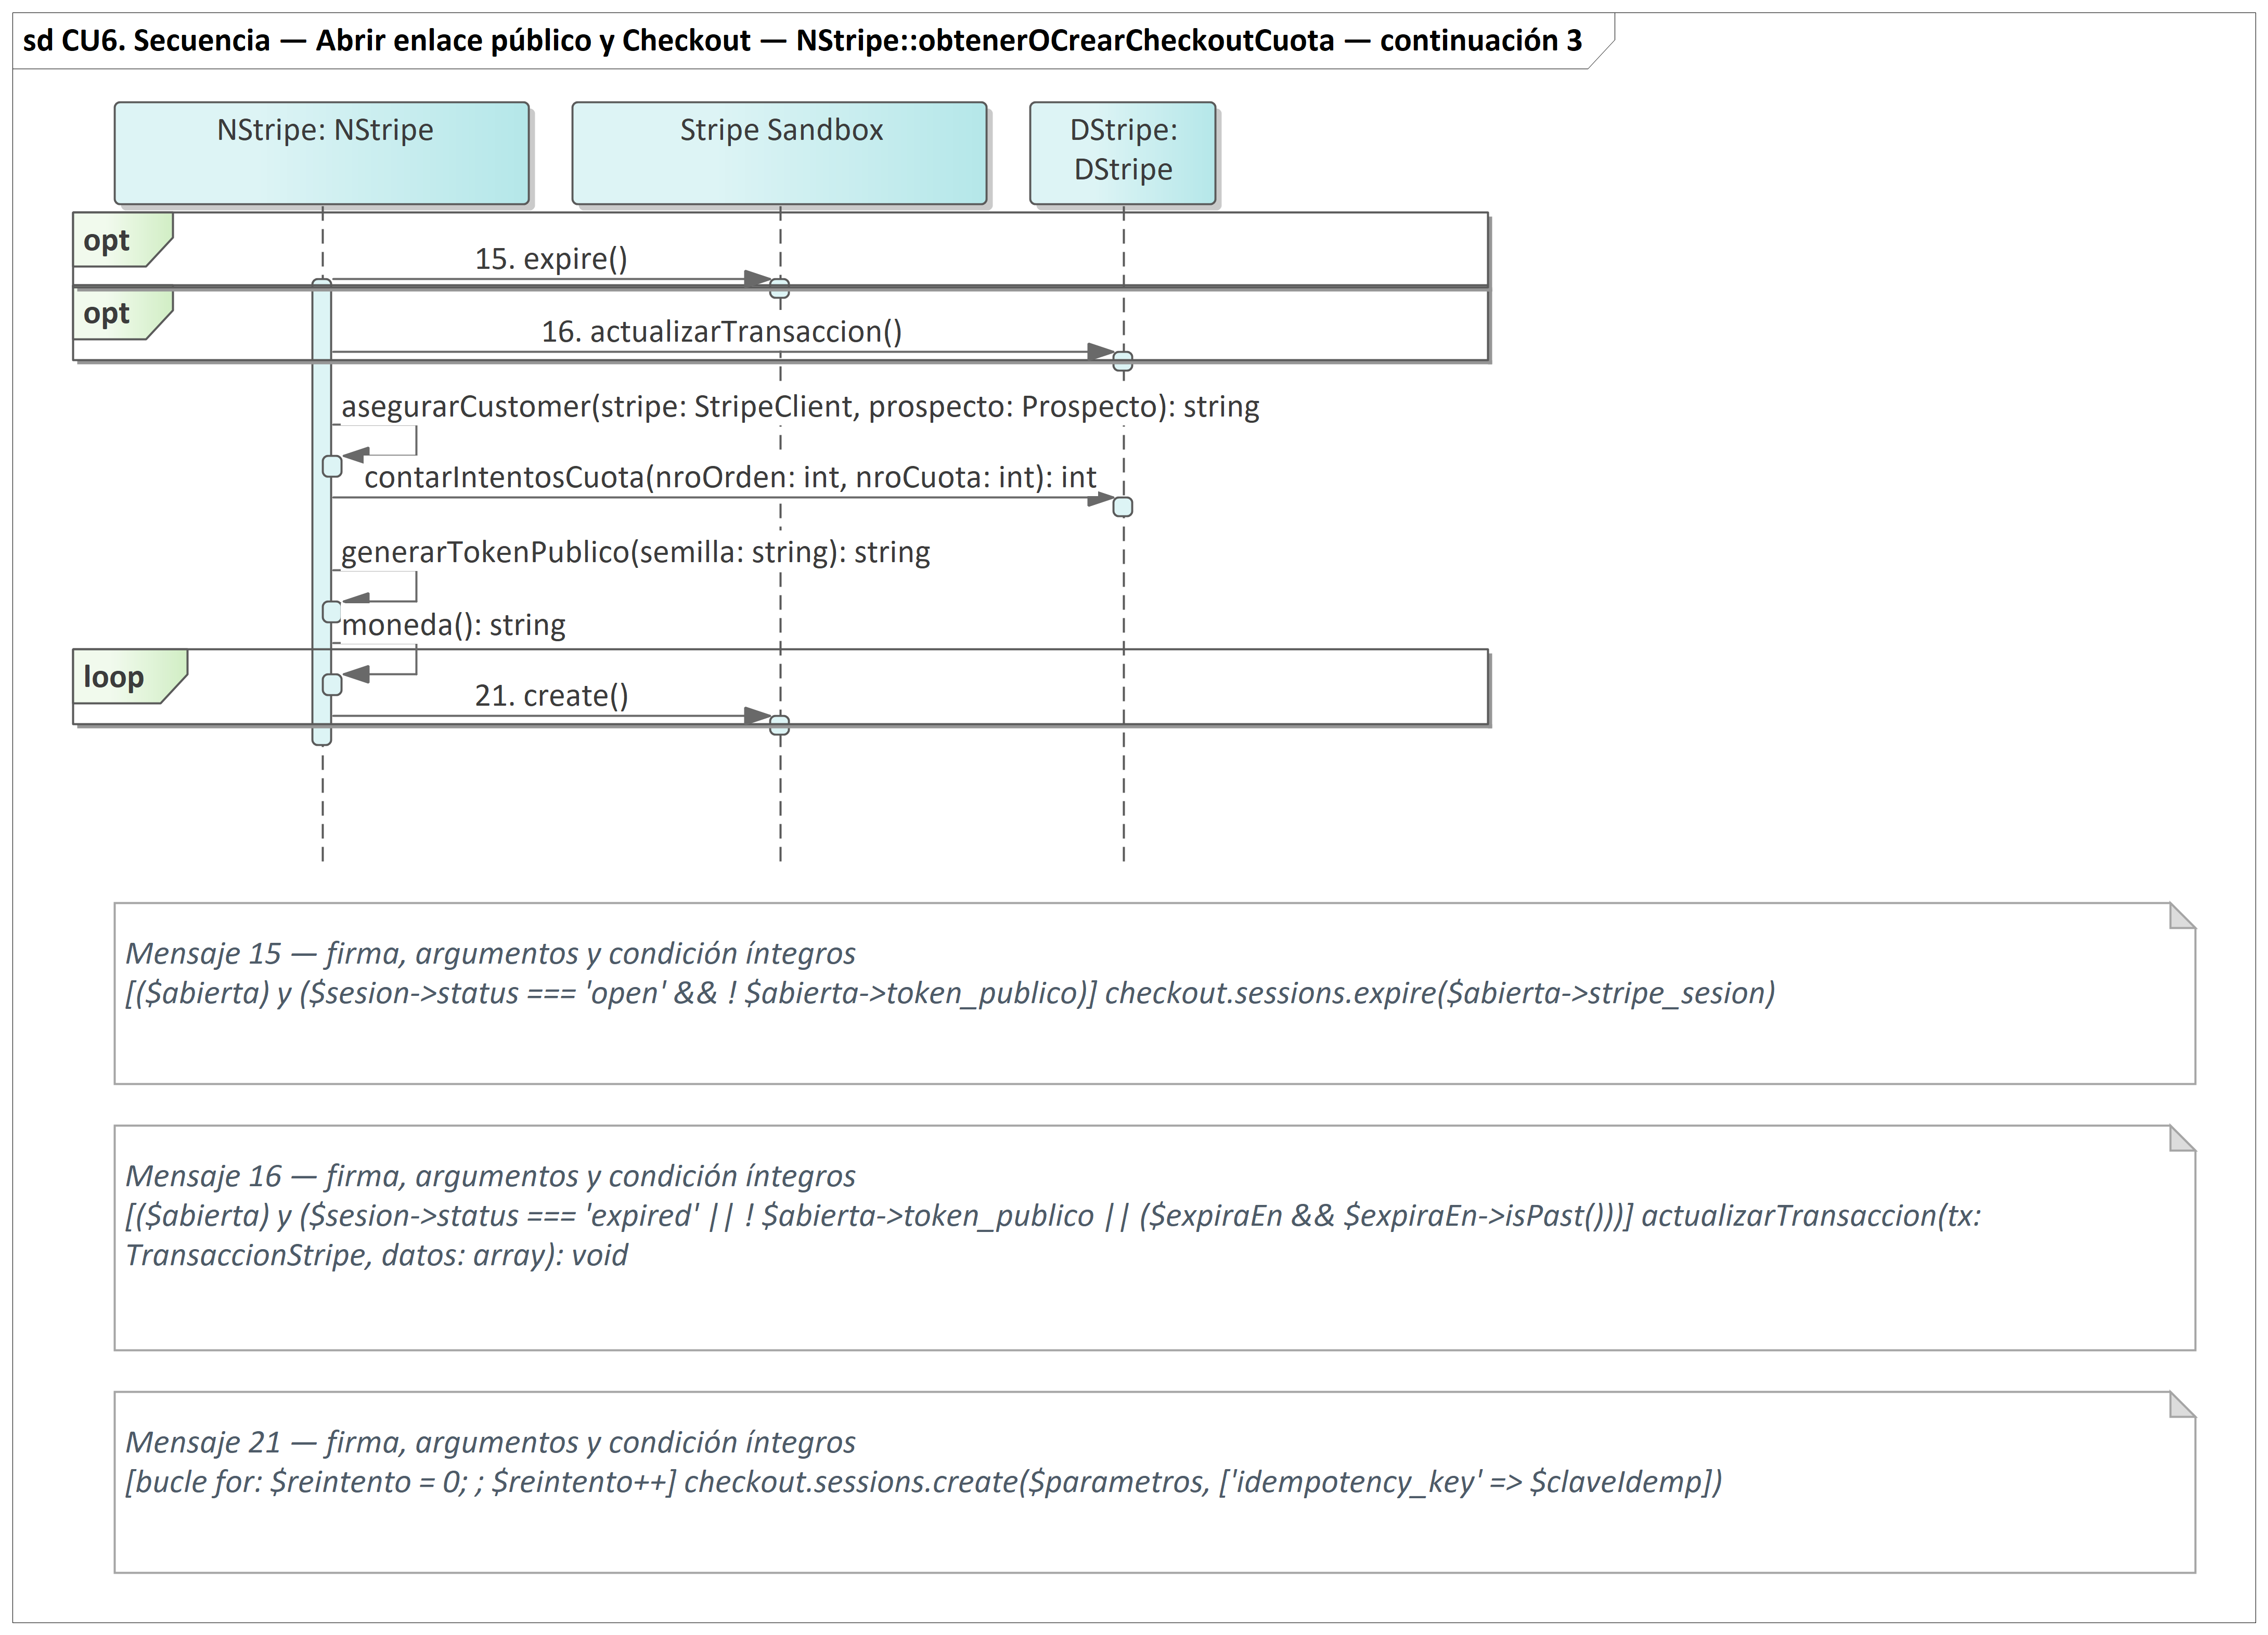 sd CU6. Secuencia — Abrir enlace público y Checkout — NStripe::obtenerOCrearCheckoutCuota — continuación 3
NStripe: NStripe
Stripe Sandbox
DStripe:
DStripe
opt
15. expire()
opt
16. actualizarTransaccion()
asegurarCustomer(stripe: StripeClient, prospecto: Prospecto): string
contarIntentosCuota(nroOrden: int, nroCuota: int): int
generarTokenPublico(semilla: string): string
moneda(): string
loop
21. create()
Mensaje 15 — firma, argumentos y condición íntegros
[($abierta) y ($sesion->status === 'open' && ! $abierta->token_publico)] checkout.sessions.expire($abierta->stripe_sesion)
Mensaje 16 — firma, argumentos y condición íntegros
[($abierta) y ($sesion->status === 'expired' || ! $abierta->token_publico || ($expiraEn && $expiraEn->isPast()))] actualizarTransaccion(tx:
TransaccionStripe, datos: array): void
Mensaje 21 — firma, argumentos y condición íntegros
[bucle for: $reintento = 0; ; $reintento++] checkout.sessions.create($parametros, ['idempotency_key' => $claveIdemp])